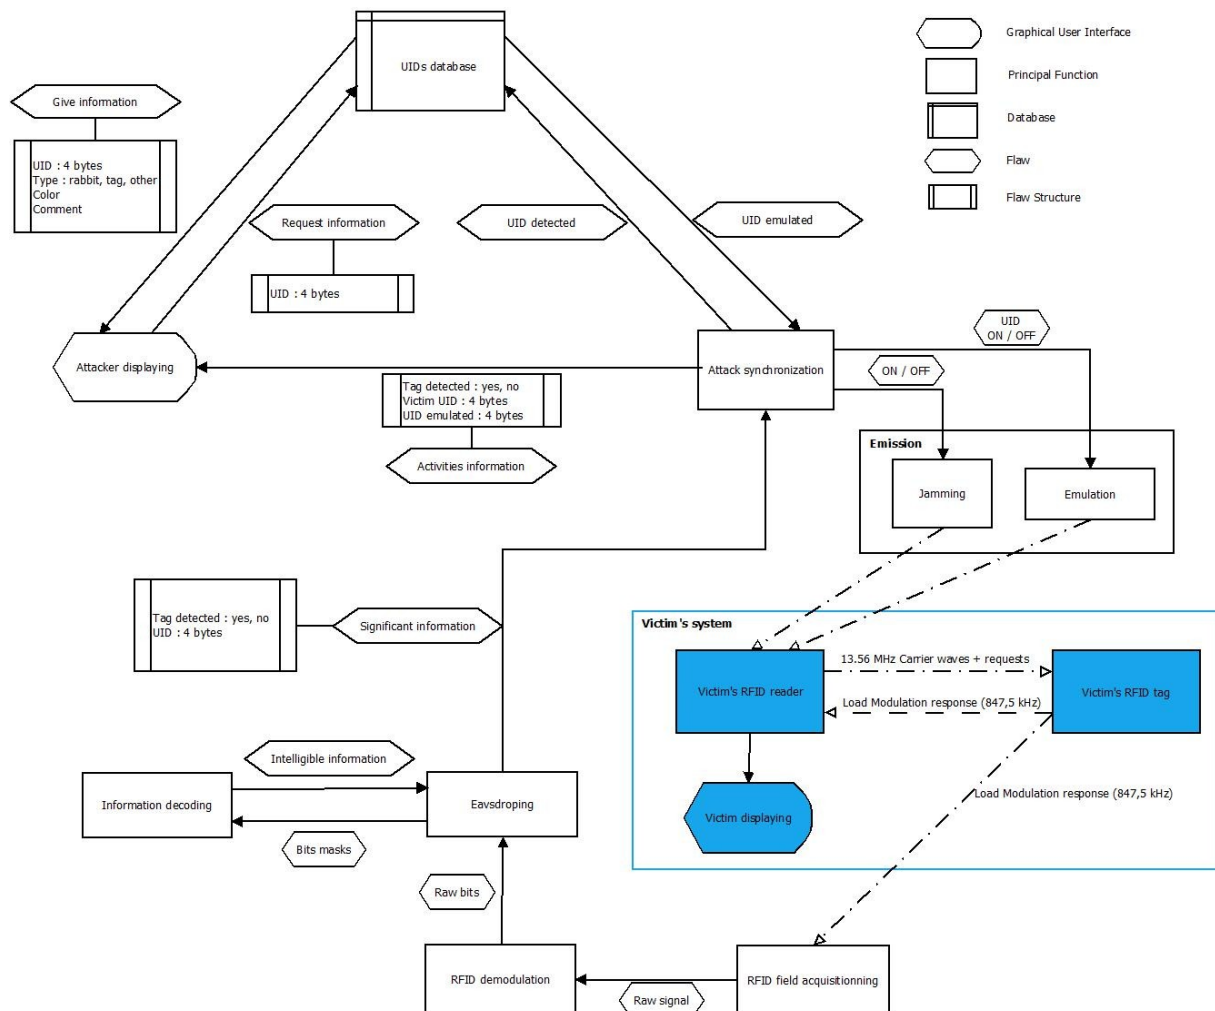 UIDs database
Graphical User Interface
Principal Function
Database
Flaw
Flaw Structure
Give information
UID : 4 bytes
Type : rabbit, tag, other
Color
Comment
Request information
UID : 4 bytes
UID detected
UID emulated
UID
ON / OFF
ON / OFF
Attacker displaying
Attack synchronization
Tag detected : yes, no
Victim UID : 4 bytes
UID emulated : 4 bytes
Activities information
Emission
Jamming
Emulation
Tag detected : yes, no
UID : 4 bytes
Significant information
Victim's system
Victim's RFID reader
13.56 MHz Carrier waves + requests
Load Modulation response (847,5 kHz)
Victim's RFID tag
Victim displaying
Load Modulation response (847,5 kHz)
Intelligible information
Information decoding
Eavsdroping
Bits masks
Raw bits
RFID demodulation
Raw signal
RFID field acquisitionning